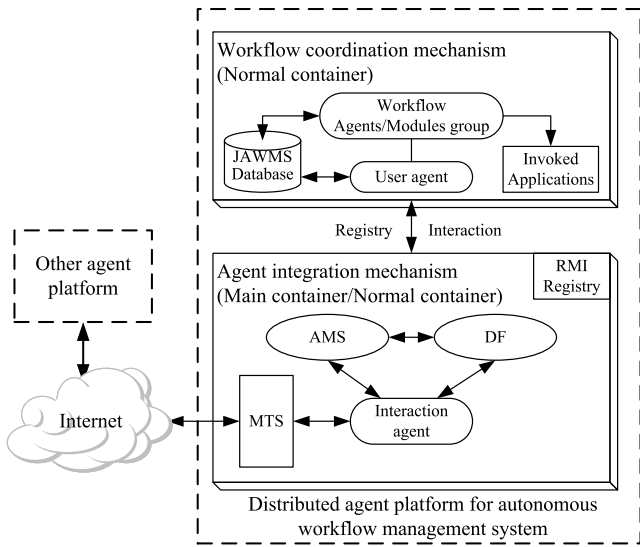 Workflow coordination mechanism
(Normal container)
Workflow
Agents/Modules group
JAWMS
Database
User agent
Invoked
Applications
Registry
Interaction
Other agent
platform
Agent integration mechanism
(Main container/Normal container)
RMI
Registry
AMS
DF
Internet
MTS
Interaction
agent
Distributed agent platform for autonomous
workflow management system